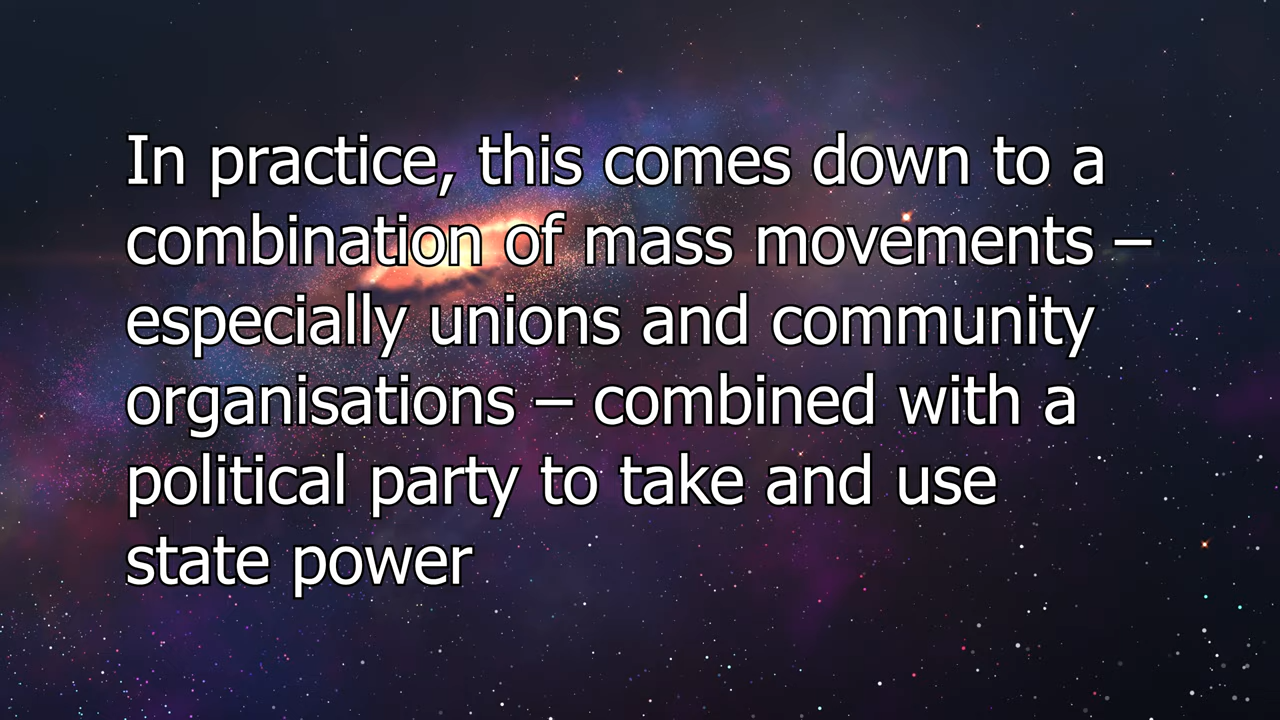 In practice, this comes down to a
combination of mass movements –
especially unions and community
organisations – combined with a
political party to take and use
state power